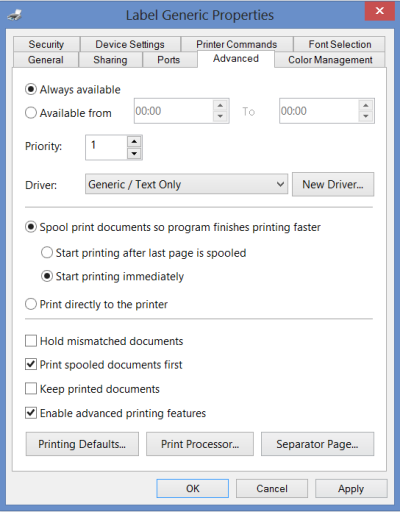 Label Generic Properties
Security Device Settings Printer Commands Font Selection
General Sharing Ports Advanced Color Management
Always available
Available from 00:00 To 00:00
Priority: 1
Driver: Generic / Text Only New Driver...
Spool print documents so program finishes printing faster
Start printing after last page is spooled
Start printing immediately
Print directly to the printer
Hold mismatched documents
Print spooled documents first
Keep printed documents
Enable advanced printing features
Printing Defaults... Print Processor... Separator Page...
OK Cancel Apply